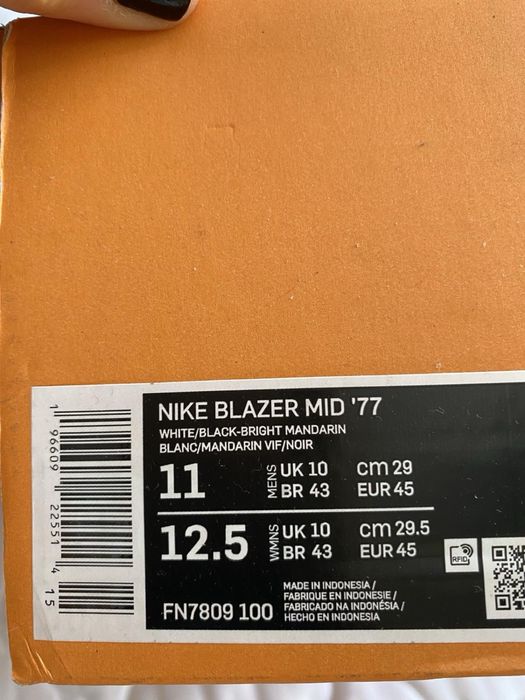 NIKE BLAZER MID '77
WHITE/BLACK-BRIGHT MANDARIN
BLANC/MANDARIN VIF/NOIR
11 MENS UK 10 cm 29
BR 43 EUR 45
12.5 WMNS UK 10 cm 29.5
BR 43 EUR 45
RFID
FN7809 100
MADE IN INDONESIA /
FABRIQUE EN INDONESIE /
FABRICADO NA INDONÉSIA /
HECHO EN INDONESIA
1 96609 22551 4 15